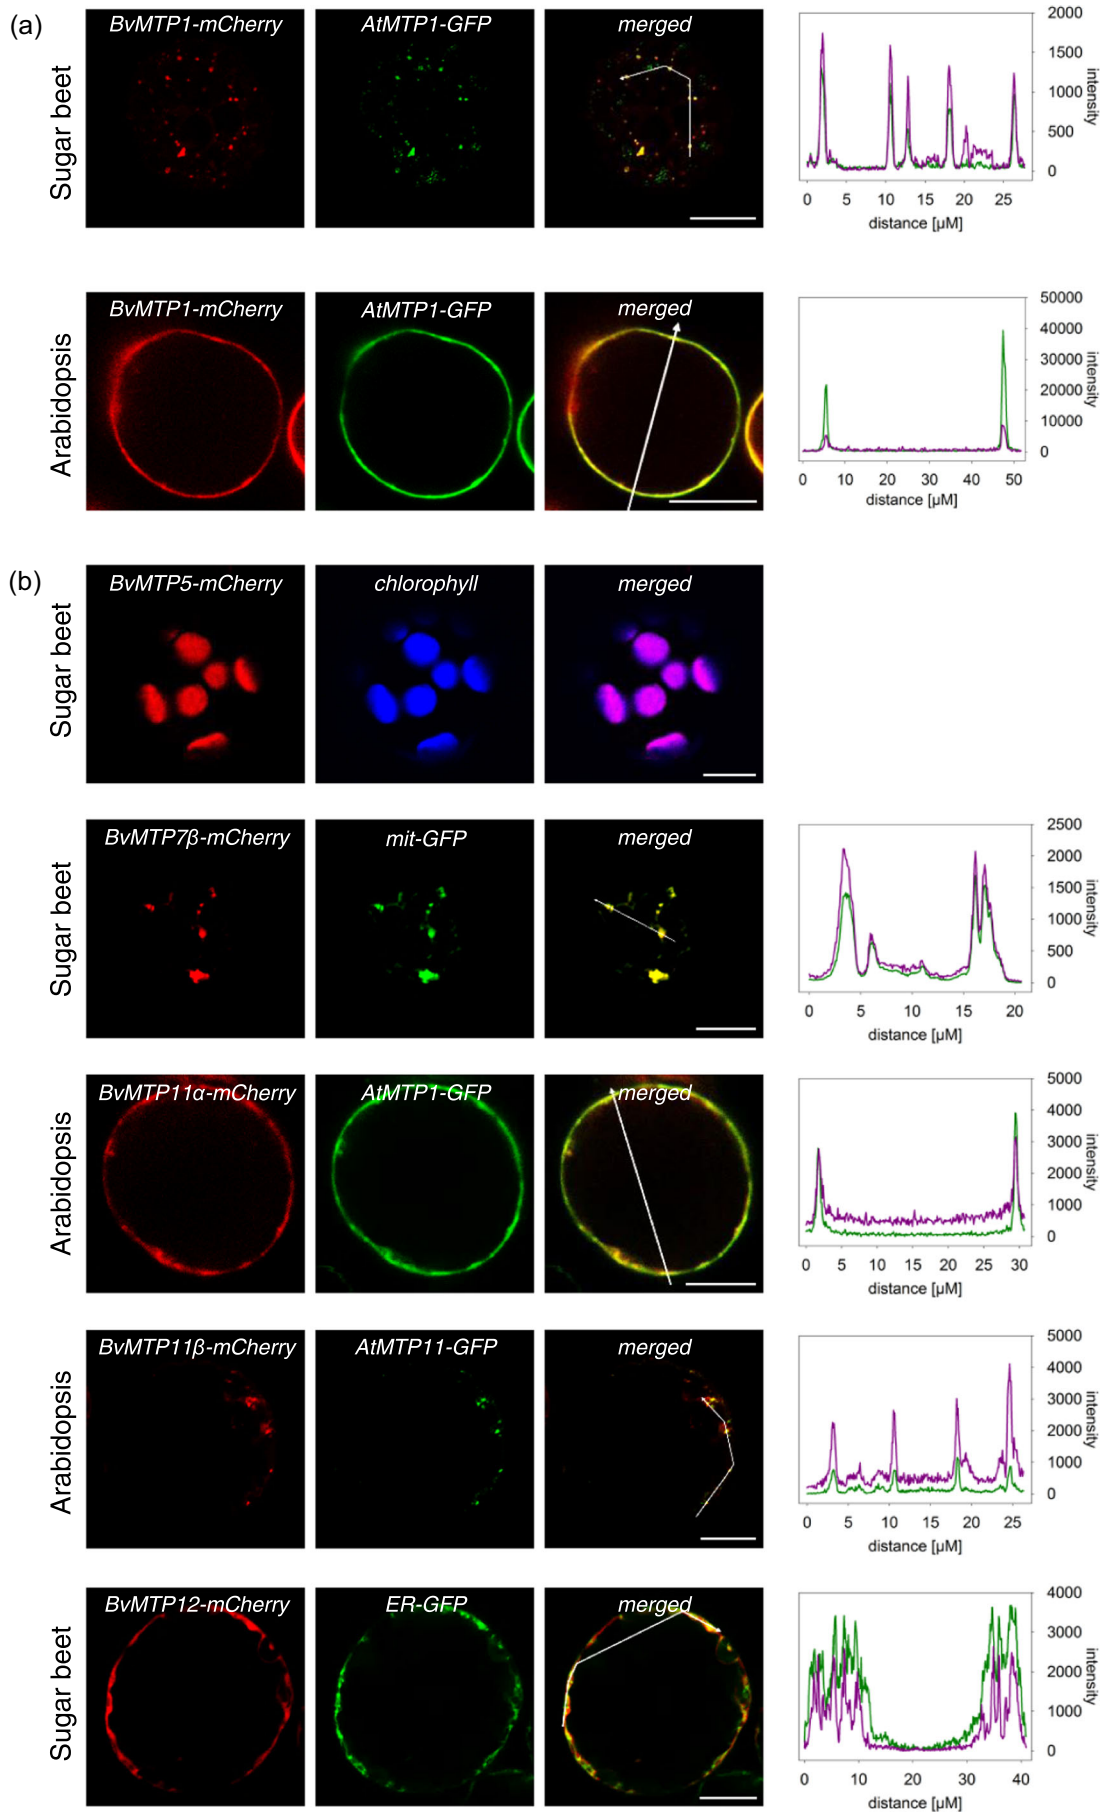 (a)
Sugar beet
BvMTP1-mCherry
AtMTP1-GFP
merged
2000
1500
1000
500
0
intensity
0 5 10 15 20 25
distance [µM]
Arabidopsis
BvMTP1-mCherry
AtMTP1-GFP
merged
50000
40000
30000
20000
10000
0
intensity
0 10 20 30 40 50
distance [µM]
(b)
Sugar beet
BvMTP5-mCherry
chlorophyll
merged
Sugar beet
BvMTP7β-mCherry
mit-GFP
merged
2500
2000
1500
1000
500
0
intensity
0 5 10 15 20
distance [µM]
Arabidopsis
BvMTP11α-mCherry
AtMTP1-GFP
merged
5000
4000
3000
2000
1000
0
intensity
0 5 10 15 20 25 30
distance [µM]
Arabidopsis
BvMTP11β-mCherry
AtMTP11-GFP
merged
5000
4000
3000
2000
1000
0
intensity
0 5 10 15 20 25
distance [µM]
Sugar beet
BvMTP12-mCherry
ER-GFP
merged
4000
3000
2000
1000
0
intensity
0 10 20 30 40
distance [µM]